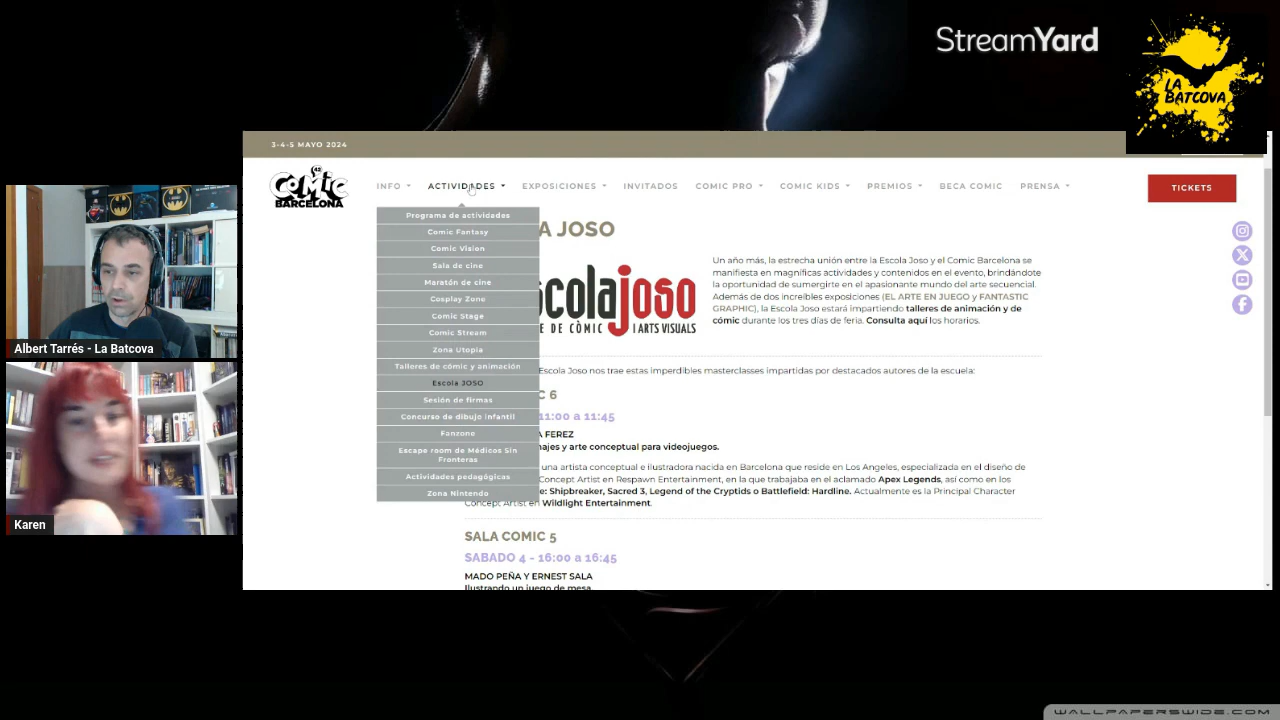 StreamYard
LA
BATCOVA
3-4-5 MAYO 2024
42
COMIC
BARCELONA
INFO
ACTIVIDADES
EXPOSICIONES
INVITADOS
COMIC PRO
COMIC KIDS
PREMIOS
BECA COMIC
PRENSA
TICKETS
Programa de actividades
Comic Fantasy
Comic Vision
Sala de cine
Maratón de cine
Cosplay Zone
Comic Stage
Comic Stream
Zona Utopia
Talleres de cómic y animación
Escola JOSO
Sesión de firmas
Concurso de dibujo infantil
Fanzone
Escape room de Médicos Sin
Fronteras
Actividades pedagógicas
Zona Nintendo
A JOSO
scolajoso
E DE CÒMIC I ARTS VISUALS
Un año más, la estrecha unión entre la Escola Joso y el Comic Barcelona se
manifiesta en magníficas actividades y contenidos en el evento, brindándote
la oportunidad de sumergirte en el apasionante mundo del arte secuencial.
Además de dos increíbles exposiciones (EL ARTE EN JUEGO y FANTASTIC
GRAPHIC), la Escola Joso estará impartiendo talleres de animación y de
cómic durante los tres días de feria. Consulta aquí los horarios.
Escola Joso nos trae estas imperdibles masterclasses impartidas por destacados autores de la escuela:
C 6
11:00 a 11:45
A FEREZ
najes y arte conceptual para videojuegos.
una artista conceptual e ilustradora nacida en Barcelona que reside en Los Angeles, especializada en el diseño de
Concept Artist en Respawn Entertainment, en la que trabajaba en el aclamado Apex Legends, así como en los
e: Shipbreaker, Sacred 3, Legend of the Cryptids o Battlefield: Hardline. Actualmente es la Principal Character
Concept Artist en Wildlight Entertainment.
SALA COMIC 5
SABADO 4 - 16:00 a 16:45
MADO PEÑA Y ERNEST SALA
Ilustrando un juego de mesa
Albert Tarrés - La Batcova
Karen
WALLPAPERSWIDE.COM